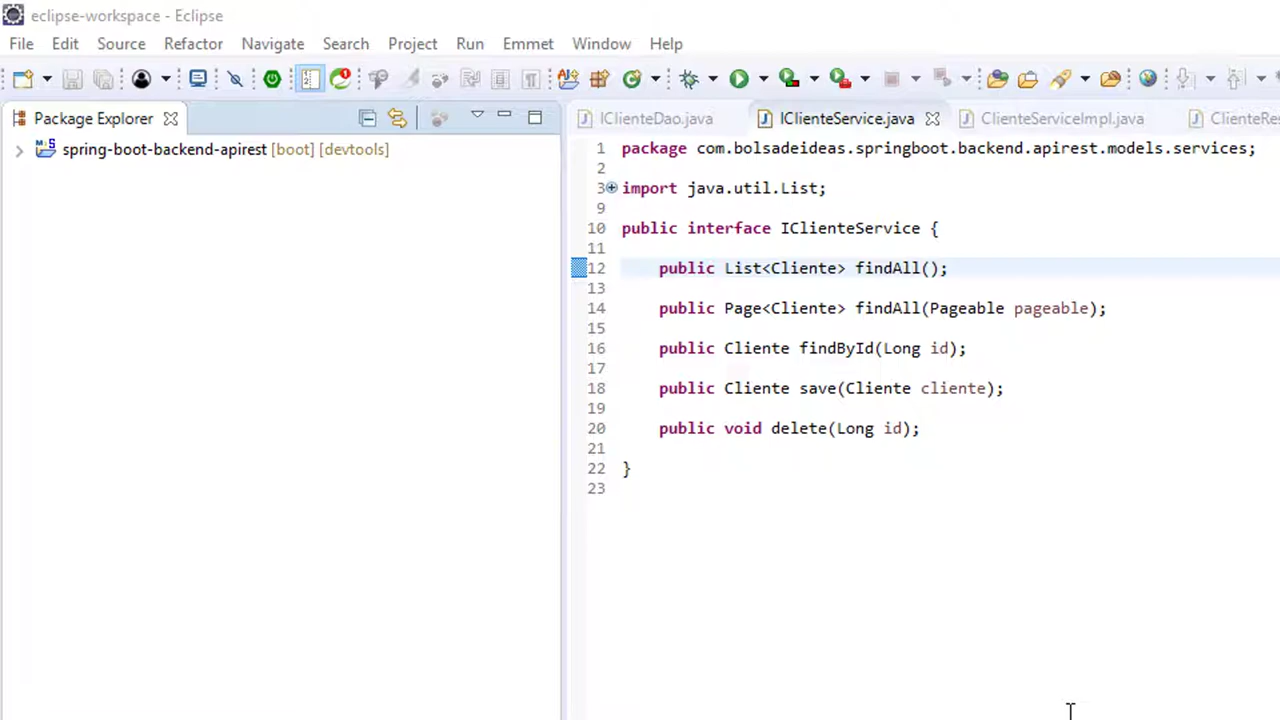 eclipse-workspace - Eclipse
File Edit Source Refactor Navigate Search Project Run Emmet Window Help
Package Explorer
spring-boot-backend-apirest [boot] [devtools]
IClienteDao.java IClienteService.java ClienteServiceImpl.java ClienteRes
1 package com.bolsadeideas.springboot.backend.apirest.models.services;
2
3 import java.util.List;
9
10 public interface IClienteService {
11
12 public List<Cliente> findAll();
13
14 public Page<Cliente> findAll(Pageable pageable);
15
16 public Cliente findById(Long id);
17
18 public Cliente save(Cliente cliente);
19
20 public void delete(Long id);
21
22 }
23